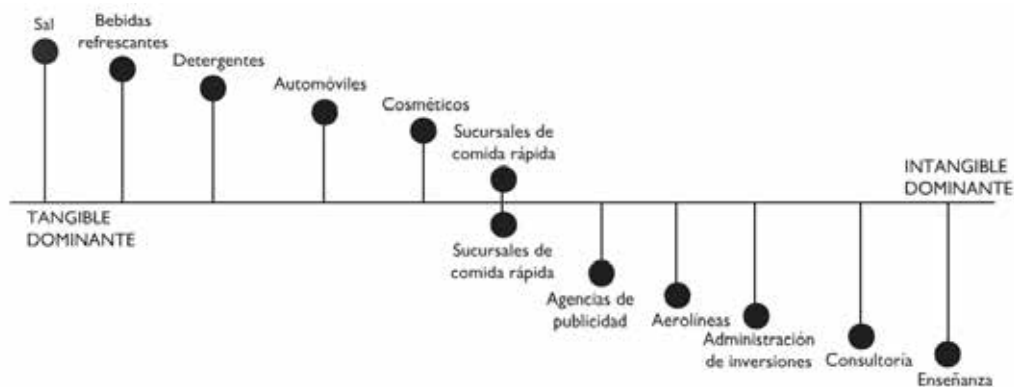 Sal
Bebidas
refrescantes
Detergentes
Automóviles
Cosméticos
Sucursales de
comida rápida
INTANGIBLE
DOMINANTE
TANGIBLE
DOMINANTE
Sucursales de
comida rápida
Agencias de
publicidad
Aerolíneas
Administración
de inversiones
Consultoría
Enseñanza